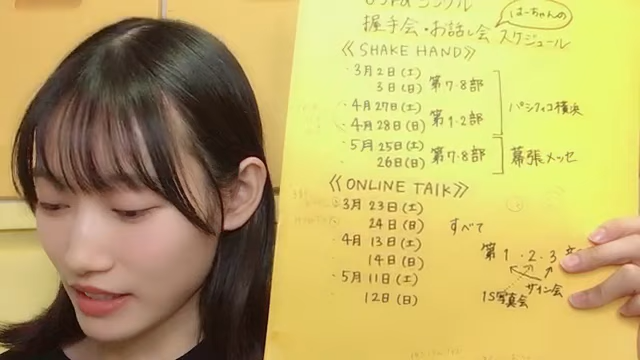 シングル
握手会・お話し会 スケジュール
はーちゃんの
《SHAKE HAND》
・3月2日(土)
3日(日) 第7・8部
・4月27日(土)
・4月28日(日) 第1・2部
パシフィコ横浜
・5月25日(土)
・26日(日) 第7・8部
幕張メッセ
《ONLINE TAlK》
・3月23日(土)
24日(日) すべて
・4月13日(土)
14日(日)
・5月11日(土)
12日(日)
第1・2・3
サイン会
1S写真会